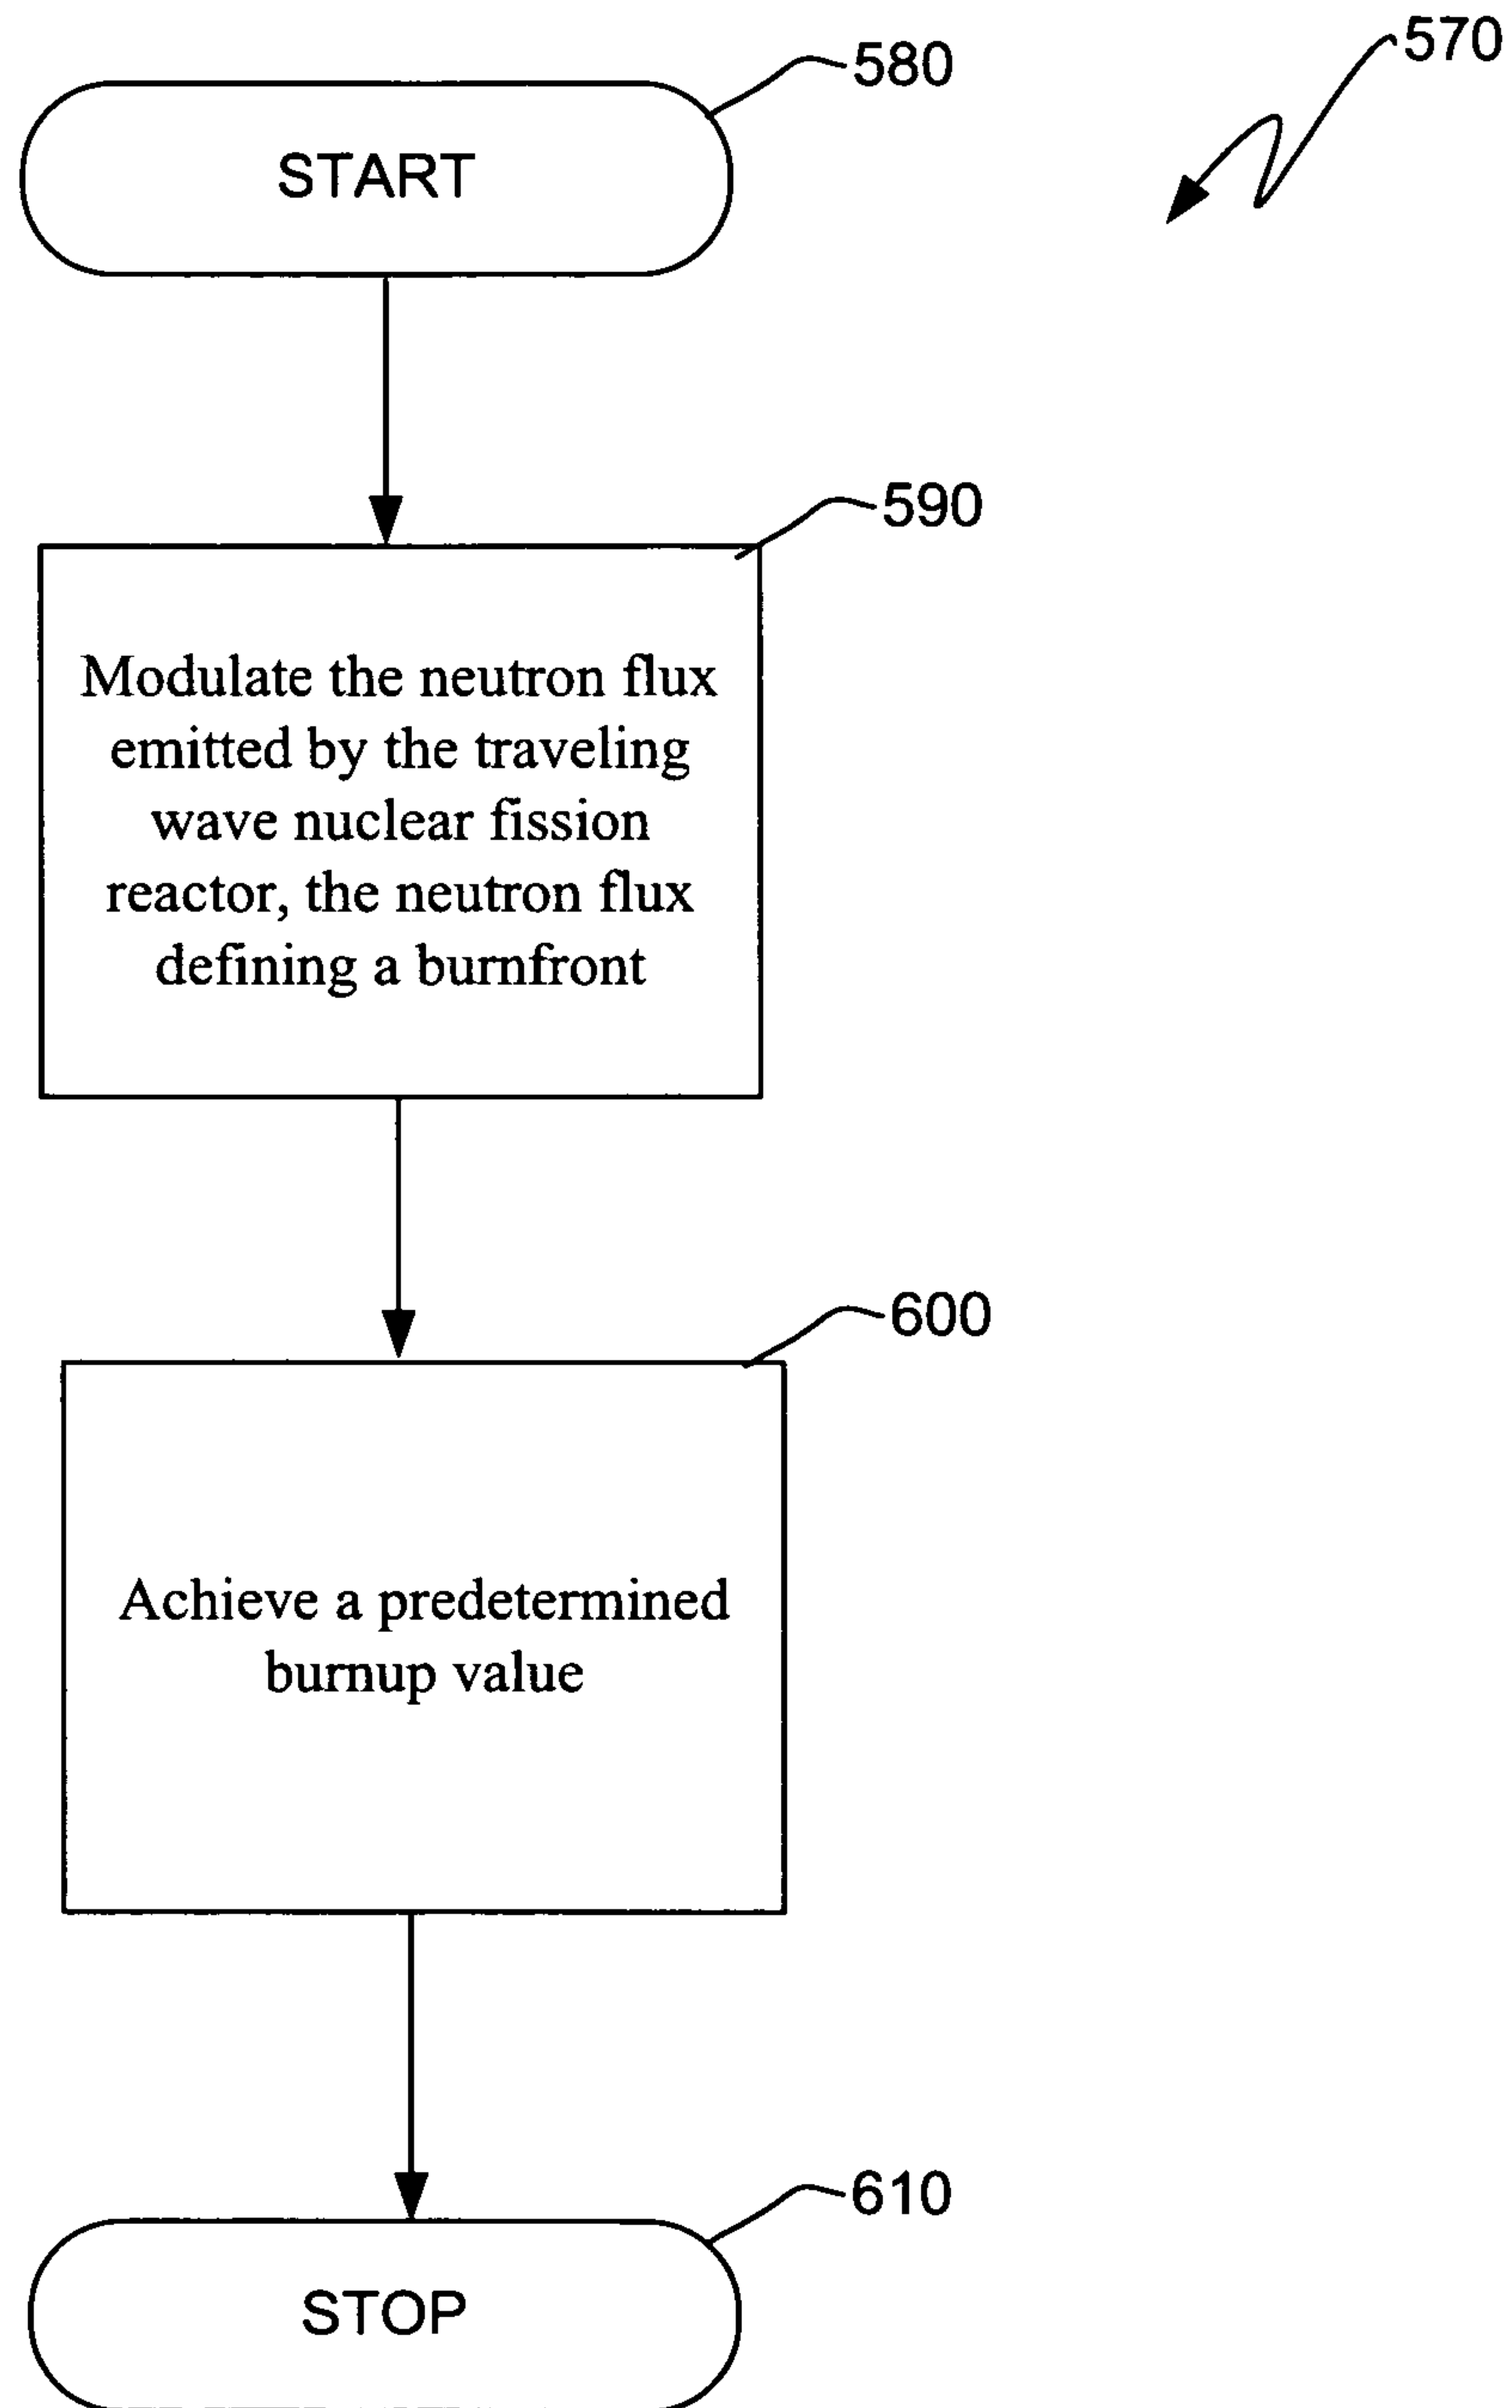 570
580
START
590
Modulate the neutron flux
emitted by the traveling
wave nuclear fission
reactor, the neutron flux
defining a burnfront
600
Achieve a predetermined
burnup value
610
STOP